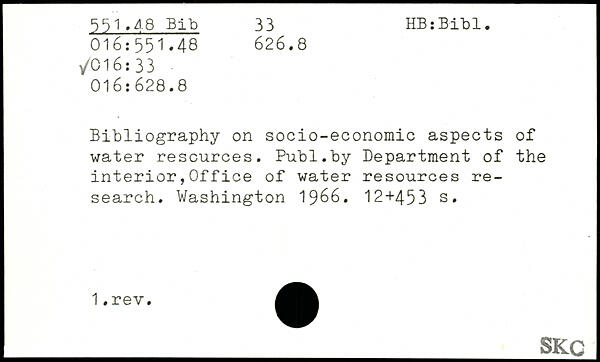 551.48 Bib 33 HB:Bibl.
016:551.48 626.8
✓016:33
016:628.8
Bibliography on socio-economic aspects of
water resources. Publ.by Department of the
interior,Office of water resources re-
search. Washington 1966. 12+453 s.
1.rev.
SKC